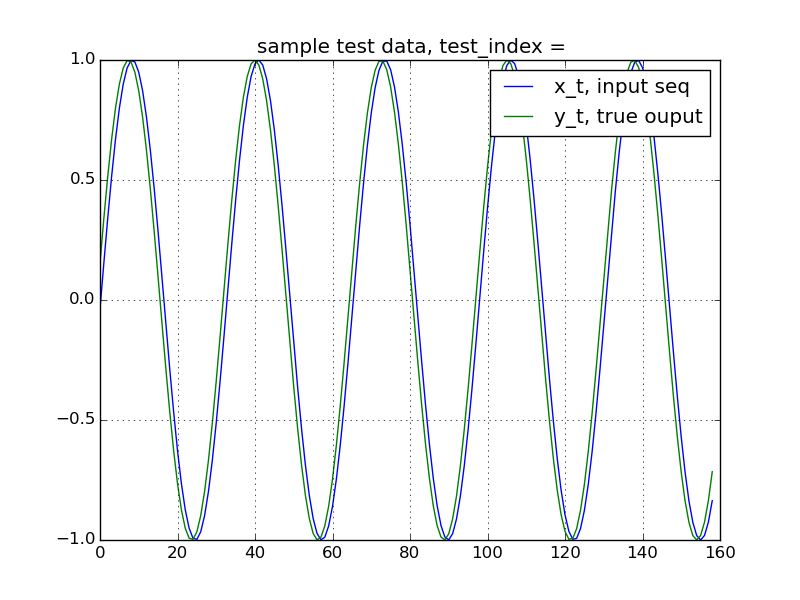 sample test data, test_index =
1.0
0.5
0.0
−0.5
−1.0
x_t, input seq
y_t, true ouput
0 20 40 60 80 100 120 140 160